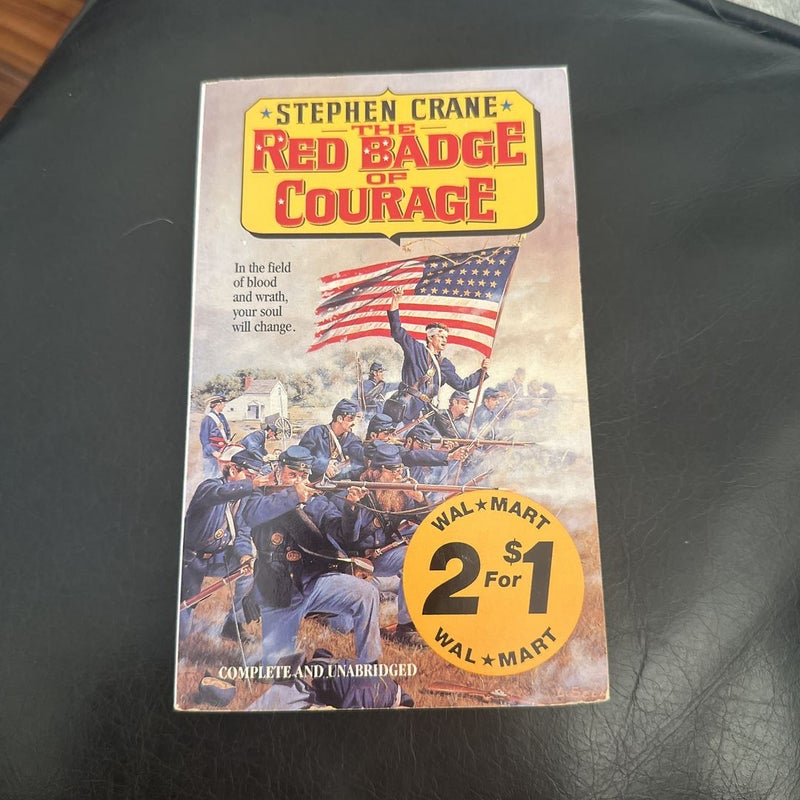 ★STEPHEN CRANE★
THE
RED BADGE
OF
COURAGE
In the field
of blood
and wrath,
your soul
will change.
WAL★MART
2 For $1
WAL★MART
COMPLETE AND UNABRIDGED